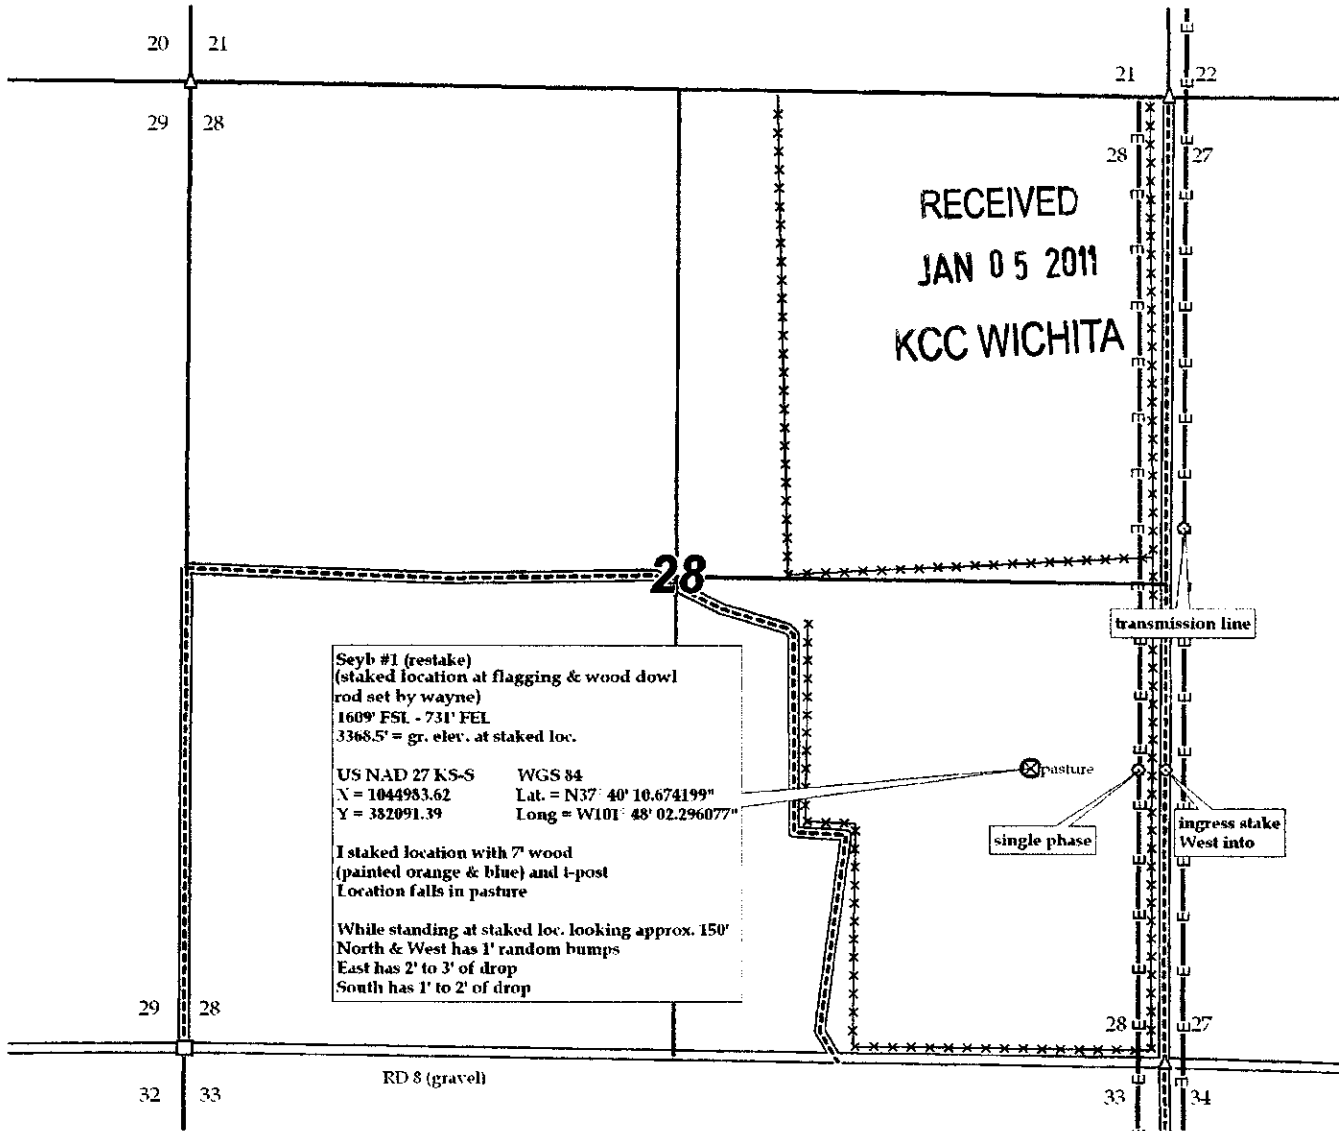 20 21
21 22
29 28
28 27
RECEIVED
JAN 05 2011
KCC WICHITA
28
transmission line
Seyb #1 (restake)
(staked location at flagging & wood dowl
rod set by wayne)
1609' FSL - 731' FEL
3368.5' = gr. elev. at staked loc.
US NAD 27 KS-S WGS 84
X = 1044983.62 Lat. = N37° 40' 10.674199"
Y = 382091.39 Long = W101° 48' 02.296077"
I staked location with 7' wood
(painted orange & blue) and t-post
Location falls in pasture
While standing at staked loc. looking approx. 150'
North & West has 1' random bumps
East has 2' to 3' of drop
South has 1' to 2' of drop
pasture
single phase
ingress stake
West into
29 28
28 27
RD 8 (gravel)
32 33
33 34
E E E E E E E E E E E E E E E E E E E E E E E E E E E E E E E E E E E E E E